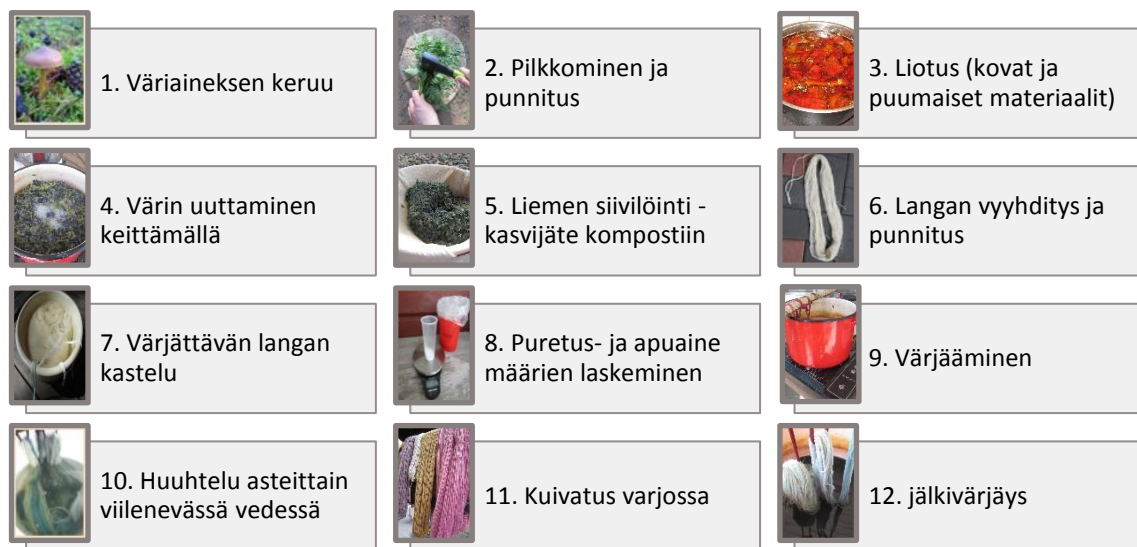 1. Väriaineksen keruu
2. Pilkkominen ja
punnitus
3. Liotus (kovat ja
puumaiset materiaalit)
4. Värin uuttaminen
keittämällä
5. Liemen siivilöinti -
kasvijäte kompostiin
6. Langan vyyhditys ja
punnitus
7. Värjättävän langan
kastelu
8. Puretus- ja apuaine
määrien laskeminen
9. Värjääminen
10. Huuhtelu asteittain
viilenevässä vedessä
11. Kuivatus varjossa
12. jälkivärjäys